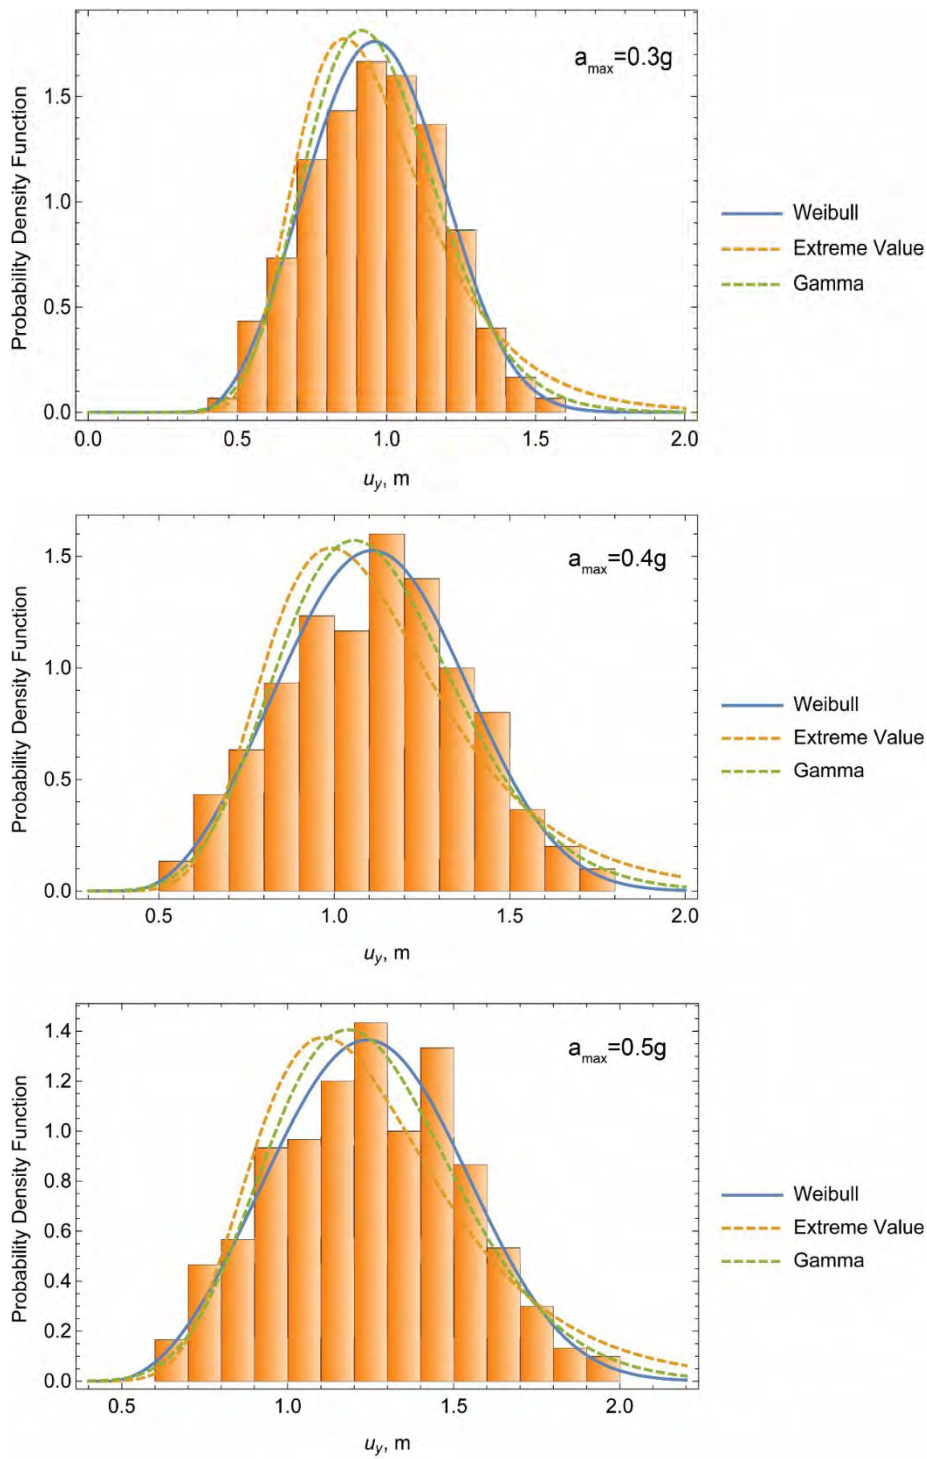 a_max=0.3g
Probability Density Function
1.5
1.0
0.5
0.0
0.0 0.5 1.0 1.5 2.0
u_y, m
Weibull
Extreme Value
Gamma
a_max=0.4g
Probability Density Function
1.5
1.0
0.5
0.0
0.5 1.0 1.5 2.0
u_y, m
Weibull
Extreme Value
Gamma
a_max=0.5g
Probability Density Function
1.4
1.2
1.0
0.8
0.6
0.4
0.2
0.0
0.5 1.0 1.5 2.0
u_y, m
Weibull
Extreme Value
Gamma